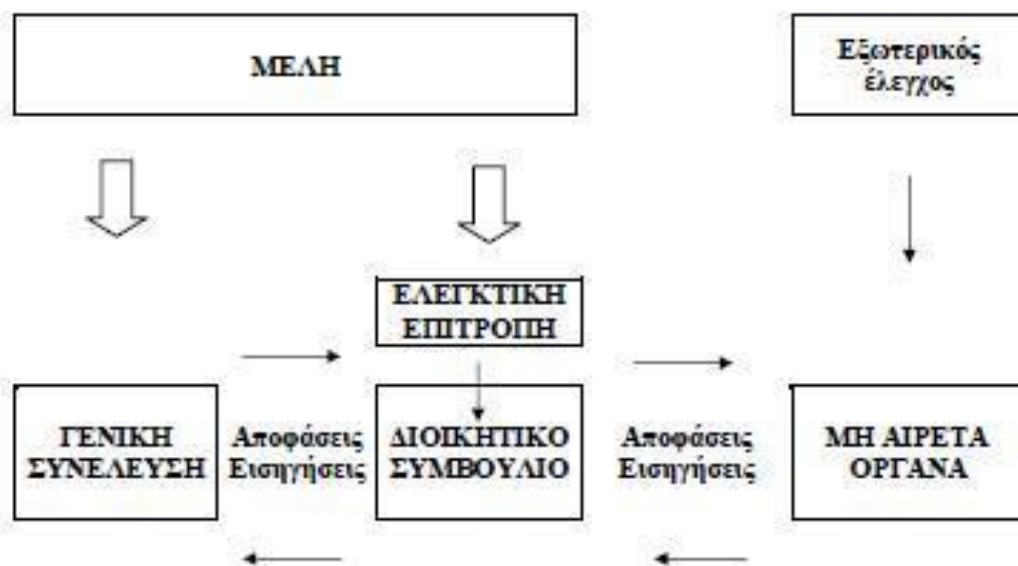 ΜΕΛΗ
Εξωτερικός
έλεγχος
ΕΛΕΓΚΤΙΚΗ
ΕΠΙΤΡΟΠΗ
ΓΕΝΙΚΗ
ΣΥΝΕΛΕΥΣΗ
Αποφάσεις
Εισηγήσεις
ΔΙΟΙΚΗΤΙΚΟ
ΣΥΜΒΟΥΛΙΟ
Αποφάσεις
Εισηγήσεις
ΜΗ ΑΙΡΕΤΑ
ΟΡΓΑΝΑ